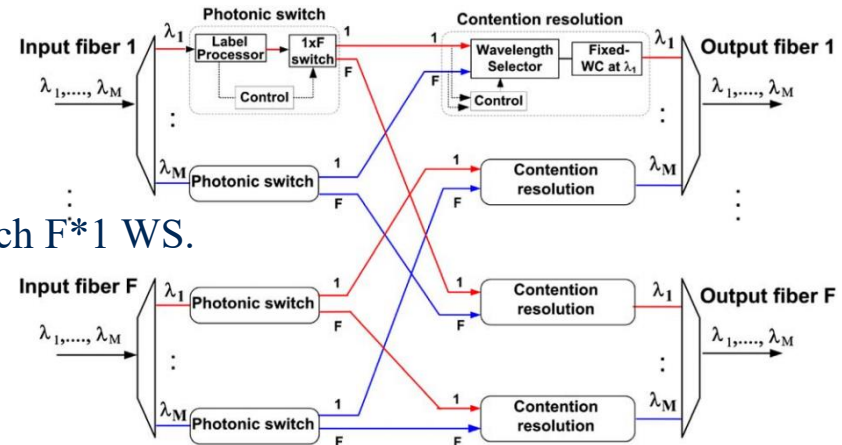 Photonic switch
Contention resolution
Input fiber 1
λ1
Label Processor
1xF switch
1
F
Control
1
F
Wavelength Selector
Fixed-WC at λ1
Control
λ1
Output fiber 1
λ1,...., λM
λ1,...., λM
:
:
λM
Photonic switch
1
F
1
F
Contention resolution
λM
:
:
ch F*1 WS.
Input fiber F
λ1
Photonic switch
1
F
1
F
Contention resolution
λ1
Output fiber F
λ1,...., λM
λ1,...., λM
:
:
λM
Photonic switch
1
F
1
F
Contention resolution
λM